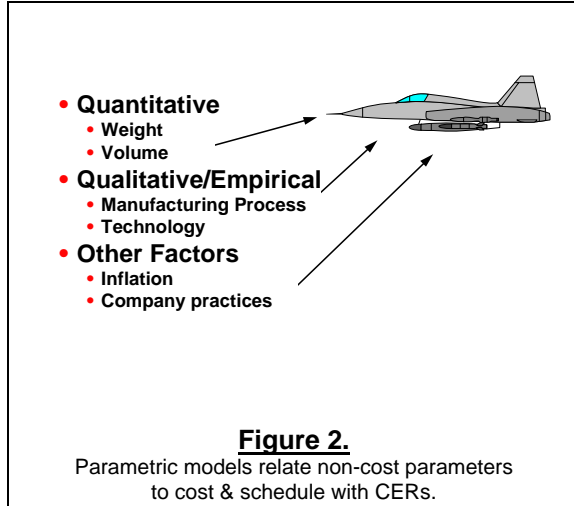 • Quantitative
• Weight
• Volume
• Qualitative/Empirical
• Manufacturing Process
• Technology
• Other Factors
• Inflation
• Company practices
Figure 2.
Parametric models relate non-cost parameters
to cost & schedule with CERs.